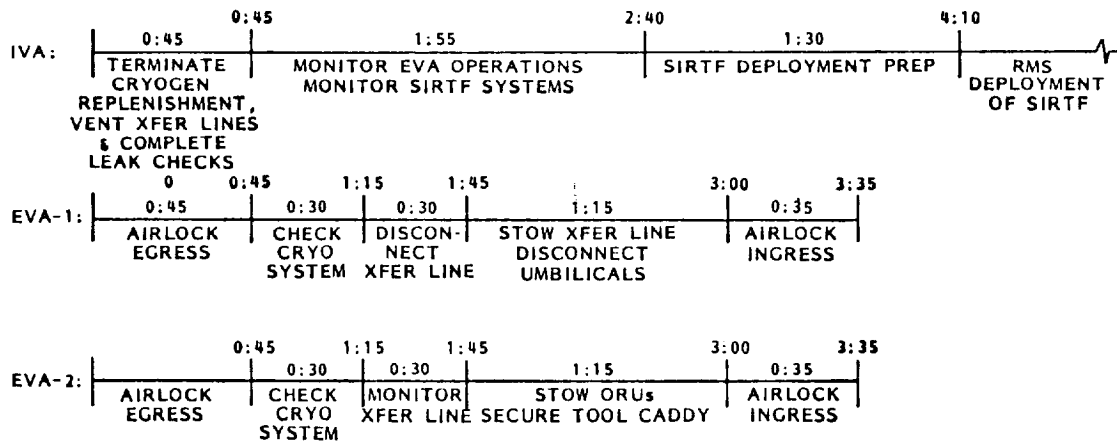 0:45 2:40 4:10
IVA: 0:45 1:55 1:30
TERMINATE MONITOR EVA OPERATIONS SIRTF DEPLOYMENT PREP RMS
CRYOGEN MONITOR SIRTF SYSTEMS DEPLOYMENT
REPLENISHMENT, OF SIRTF
VENT XFER LINES
& COMPLETE
LEAK CHECKS
0 0:45 1:15 1:45 3:00 3:35
EVA-1: 0:45 0:30 0:30 1:15 0:35
AIRLOCK CHECK DISCON- STOW XFER LINE AIRLOCK
EGRESS CRYO NECT DISCONNECT INGRESS
SYSTEM XFER LINE UMBILICALS
0:45 1:15 1:45 3:00 3:35
EVA-2: 0:30 0:30 1:15 0:35
AIRLOCK CHECK MONITOR STOW ORUs AIRLOCK
EGRESS CRYO XFER LINE SECURE TOOL CADDY INGRESS
SYSTEM